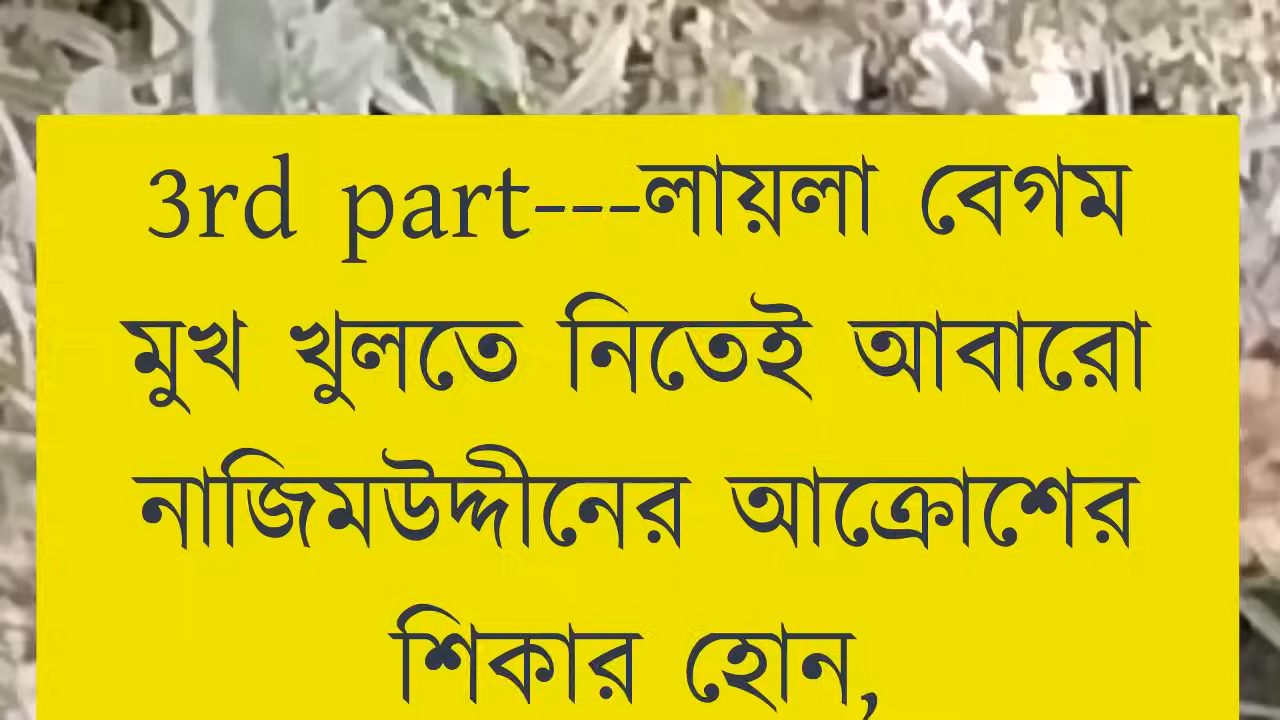 3rd part---লায়লা বেগম
মুখ খুলতে নিতেই আবারো
নাজিমউদ্দীনের আক্রোশের
শিকার হোন,